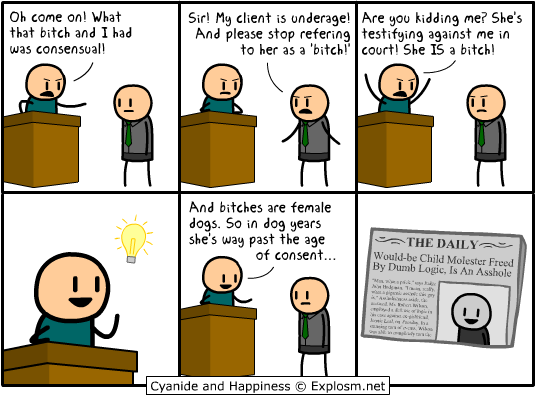 Oh come on! What
that bitch and I had
was consensual!
Sir! My client is underage!
And please stop refering
to her as a 'bitch!'
Are you kidding me? She's
testifying against me in
court! She IS a bitch!
And bitches are female
dogs. So in dog years
she's way past the age
of consent...
THE DAILY
Would-be Child Molester Freed
By Dumb Logic, Is An Asshole
Cyanide and Happiness © Explosm.net